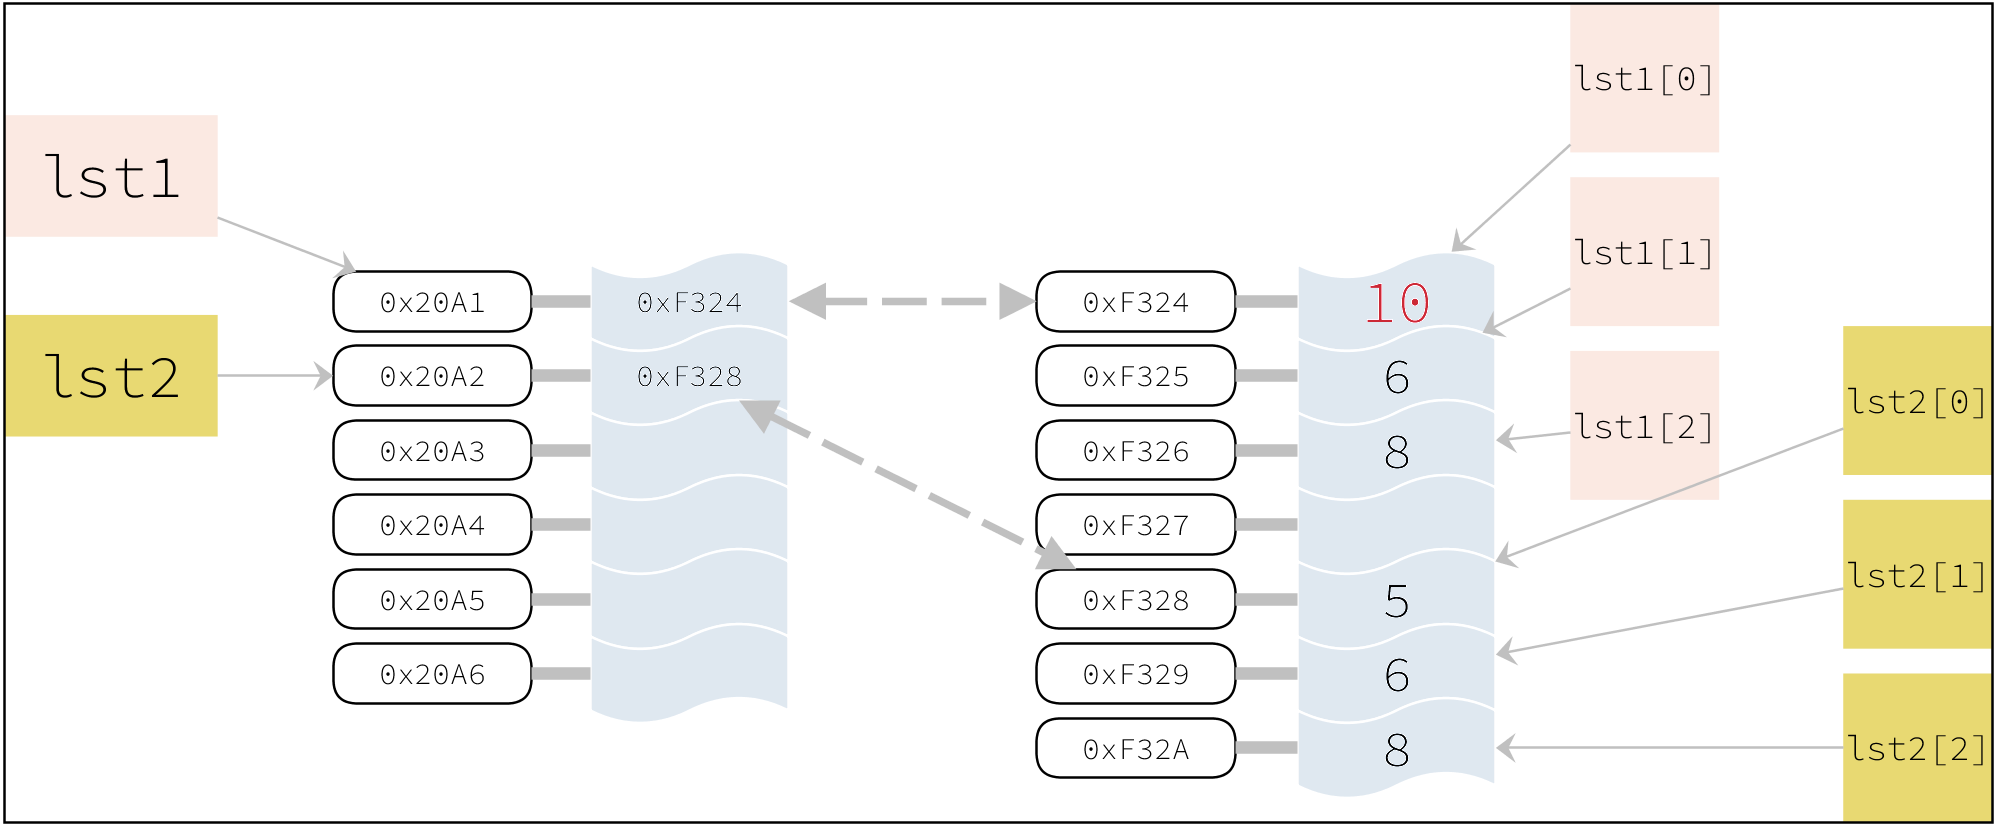 lst1
lst2
0x20A1
0x20A2
0x20A3
0x20A4
0x20A5
0x20A6
0xF324
0xF328
0xF324
0xF325
0xF326
0xF327
0xF328
0xF329
0xF32A
10
6
8
5
6
8
lst1[0]
lst1[1]
lst1[2]
lst2[0]
lst2[1]
lst2[2]